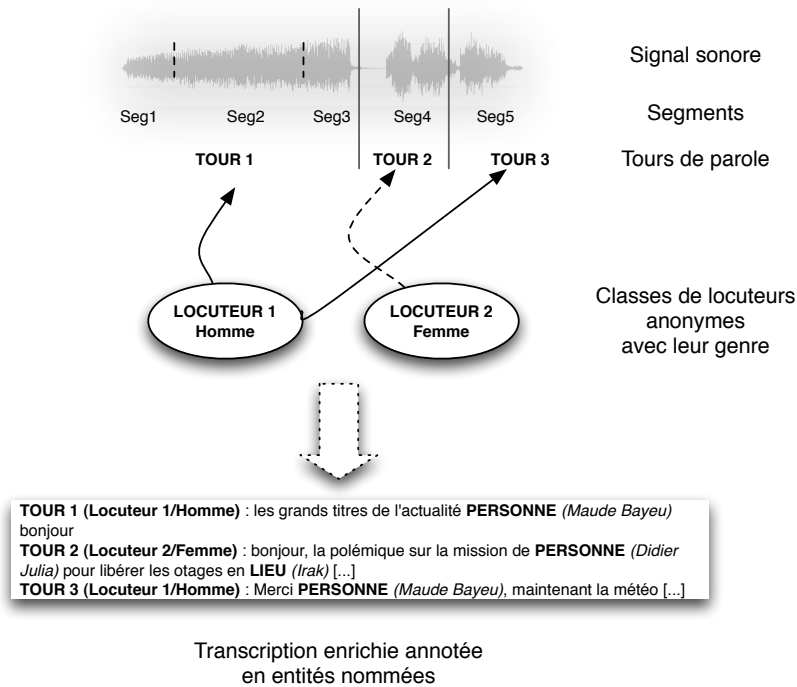 Signal sonore
Seg1 Seg2 Seg3 Seg4 Seg5
Segments
TOUR 1 TOUR 2 TOUR 3
Tours de parole
LOCUTEUR 1
Homme
LOCUTEUR 2
Femme
Classes de locuteurs
anonymes
avec leur genre
TOUR 1 (Locuteur 1/Homme) : les grands titres de l'actualité PERSONNE (Maude Bayeu)
bonjour
TOUR 2 (Locuteur 2/Femme) : bonjour, la polémique sur la mission de PERSONNE (Didier
Julia) pour libérer les otages en LIEU (Irak) [...]
TOUR 3 (Locuteur 1/Homme) : Merci PERSONNE (Maude Bayeu), maintenant la météo [...]
Transcription enrichie annotée
en entités nommées